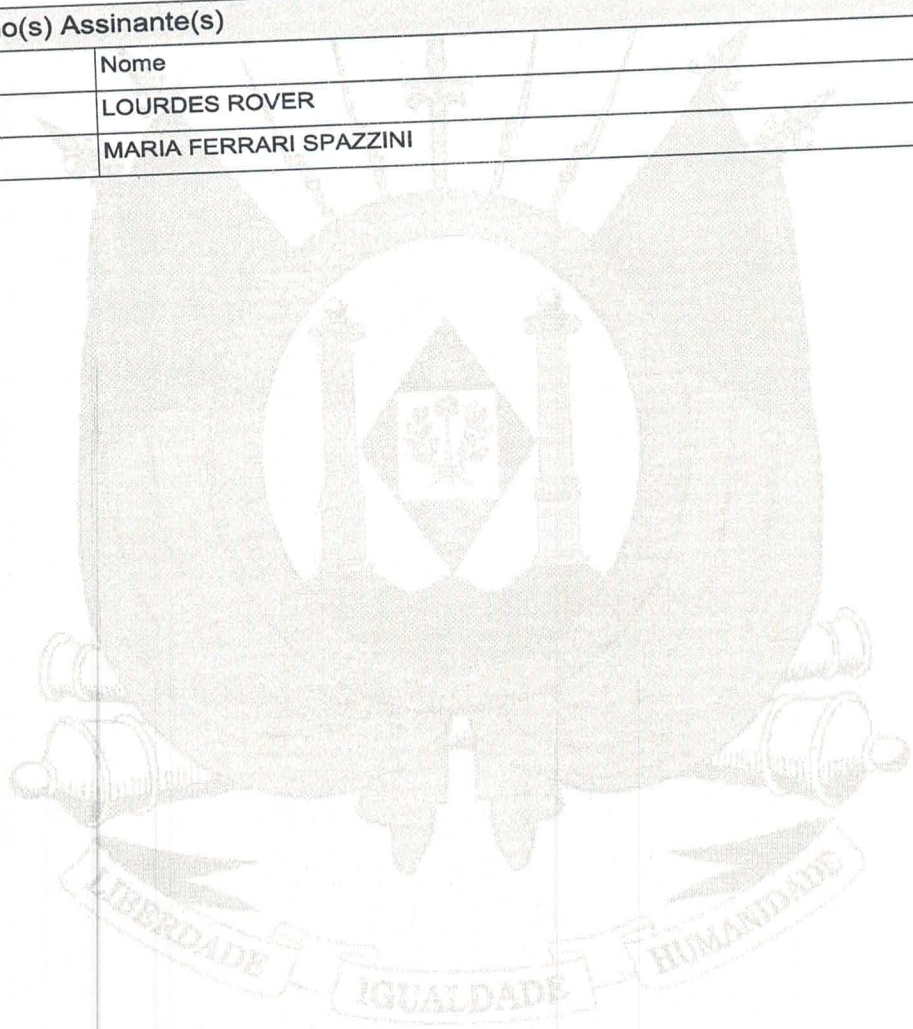 o(s) Assinante(s)
Nome
LOURDES ROVER
MARIA FERRARI SPAZZINI
LIBERDADE
IGUALDADE
HUMANIDADE